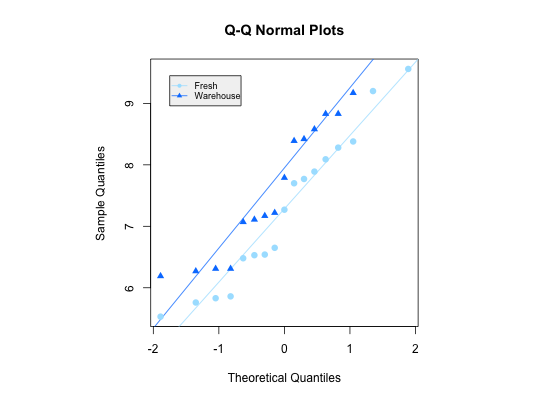 Q-Q Normal Plots
Fresh
Warehouse
Sample Quantiles
9
8
7
6
-2 -1 0 1 2
Theoretical Quantiles